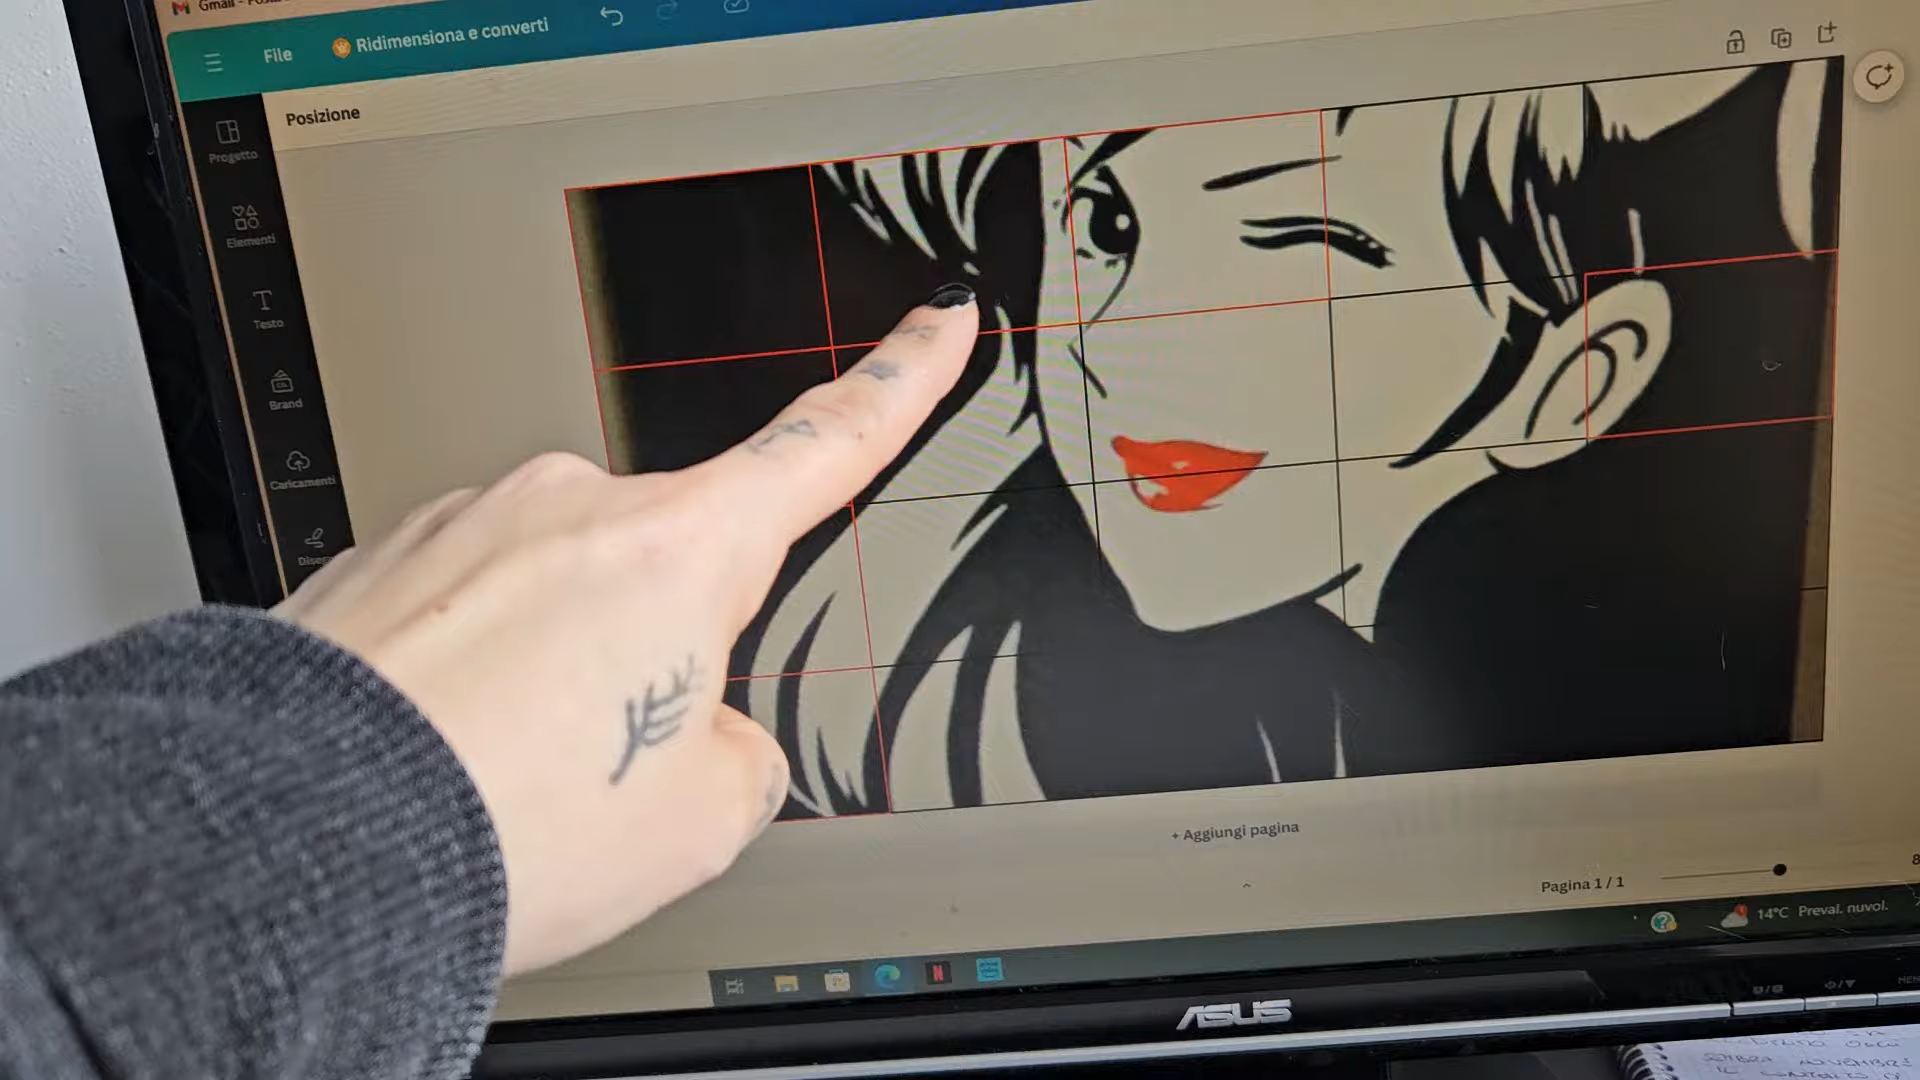 Gmail - Posta
File
Ridimensiona e converti
Posizione
Progetto
Elementi
Testo
Brand
Caricamenti
+ Aggiungi pagina
Pagina 1 / 1
14°C Preval. nuvol.
ASUS